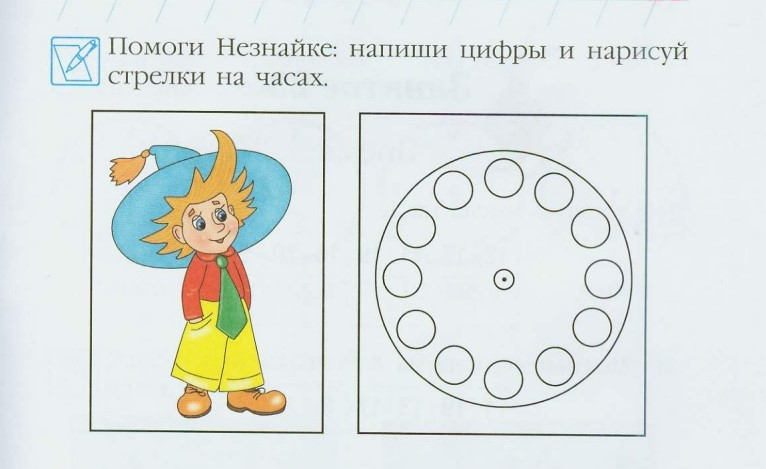 Помоги Незнайке: напиши цифры и нарисуй
стрелки на часах.